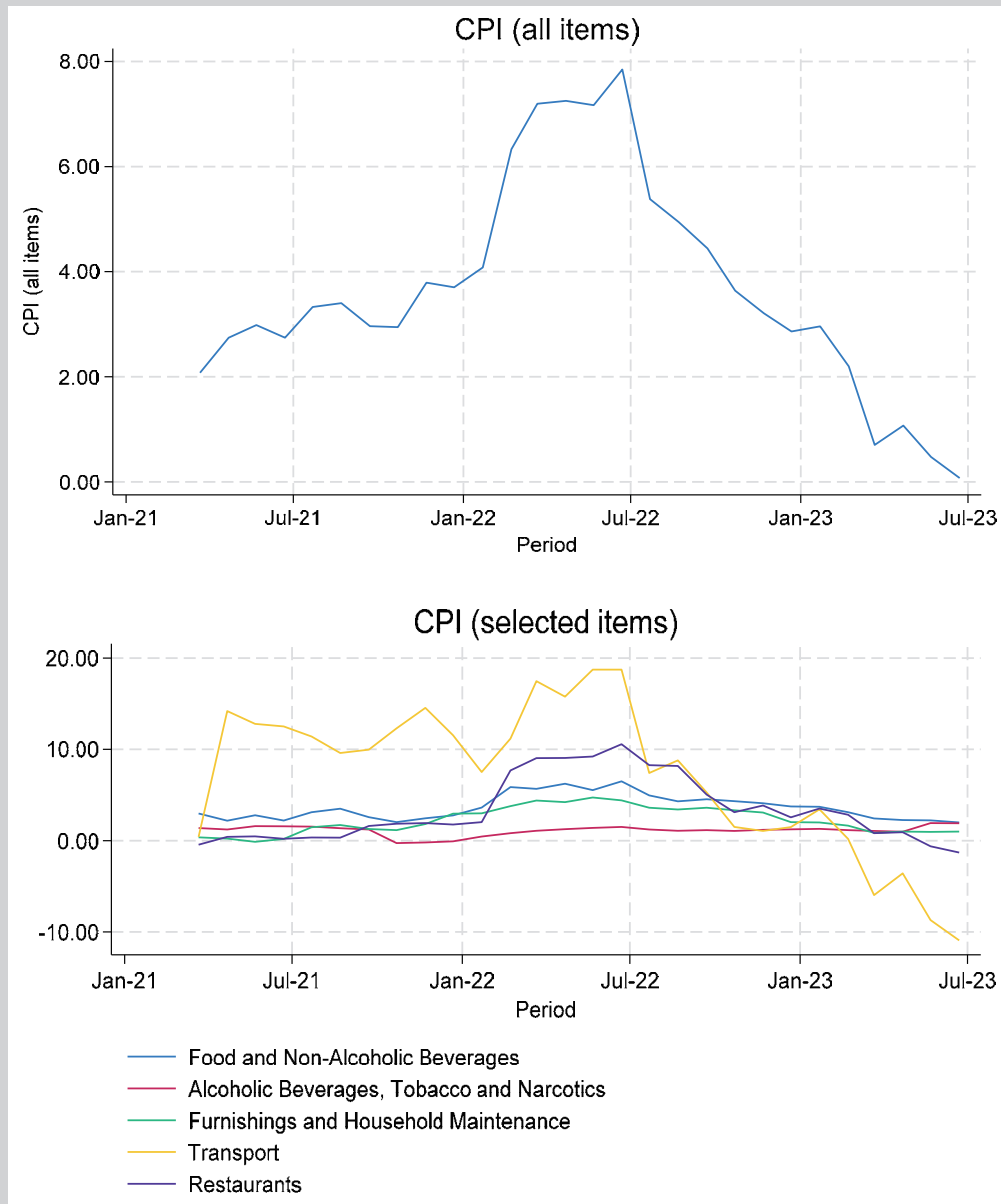 CPI (all items)
8.00
6.00
4.00
2.00
0.00
CPI (all items)
Jan-21 Jul-21 Jan-22 Jul-22 Jan-23 Jul-23
Period
CPI (selected items)
20.00
10.00
0.00
-10.00
Jan-21 Jul-21 Jan-22 Jul-22 Jan-23 Jul-23
Period
Food and Non-Alcoholic Beverages
Alcoholic Beverages, Tobacco and Narcotics
Furnishings and Household Maintenance
Transport
Restaurants